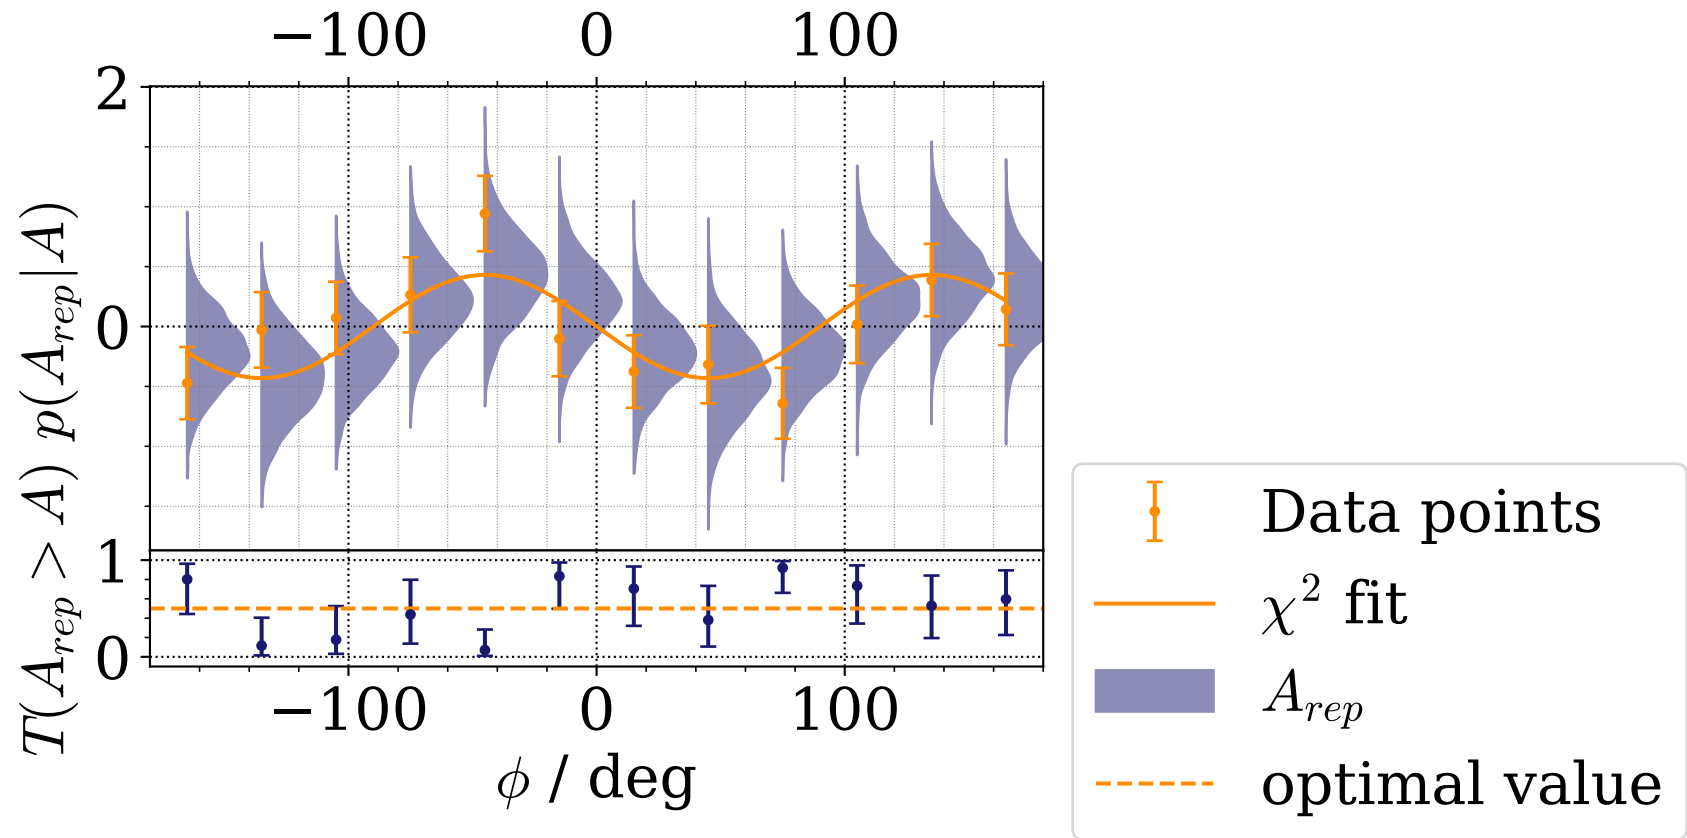 −100 0 100
2
0
1
0
p(A_rep|A)
T(A_rep > A)
−100 0 100
ϕ / deg
Data points
χ² fit
A_rep
optimal value